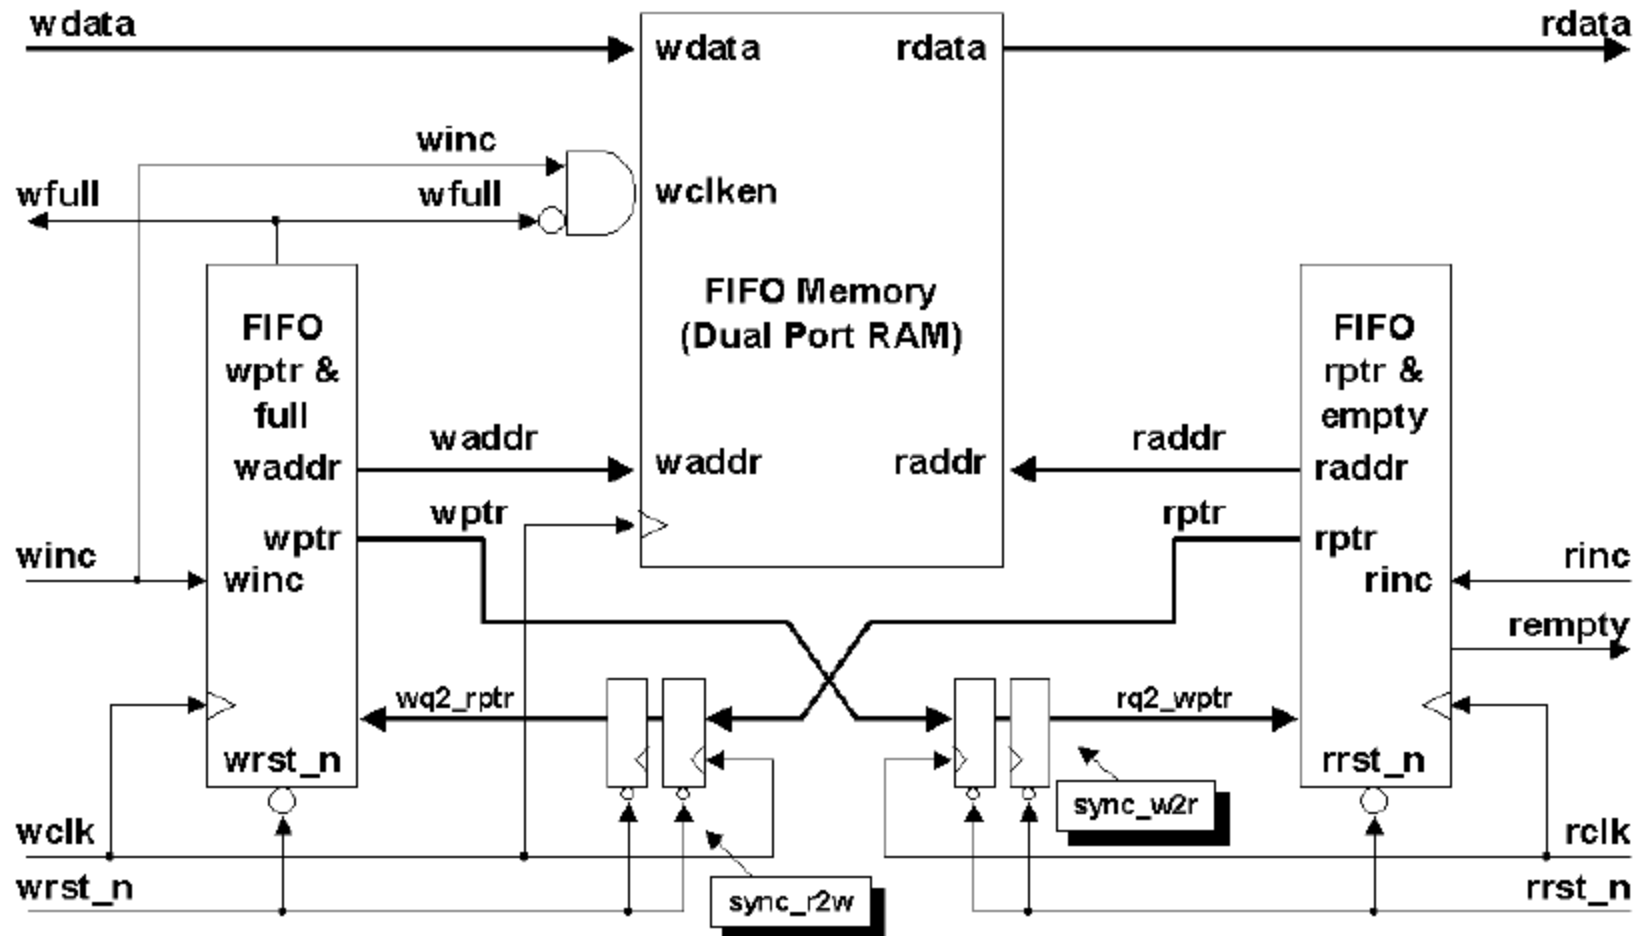 wdata
rdata
wdata
rdata
winc
wfull
wfull
wclken
FIFO Memory
(Dual Port RAM)
FIFO
wptr &
full
FIFO
rptr &
empty
waddr
waddr
waddr
raddr
raddr
raddr
wptr
wptr
rptr
rptr
winc
winc
rinc
rinc
rempty
wq2_rptr
rq2_wptr
wrst_n
rrst_n
sync_w2r
wclk
rclk
wrst_n
sync_r2w
rrst_n